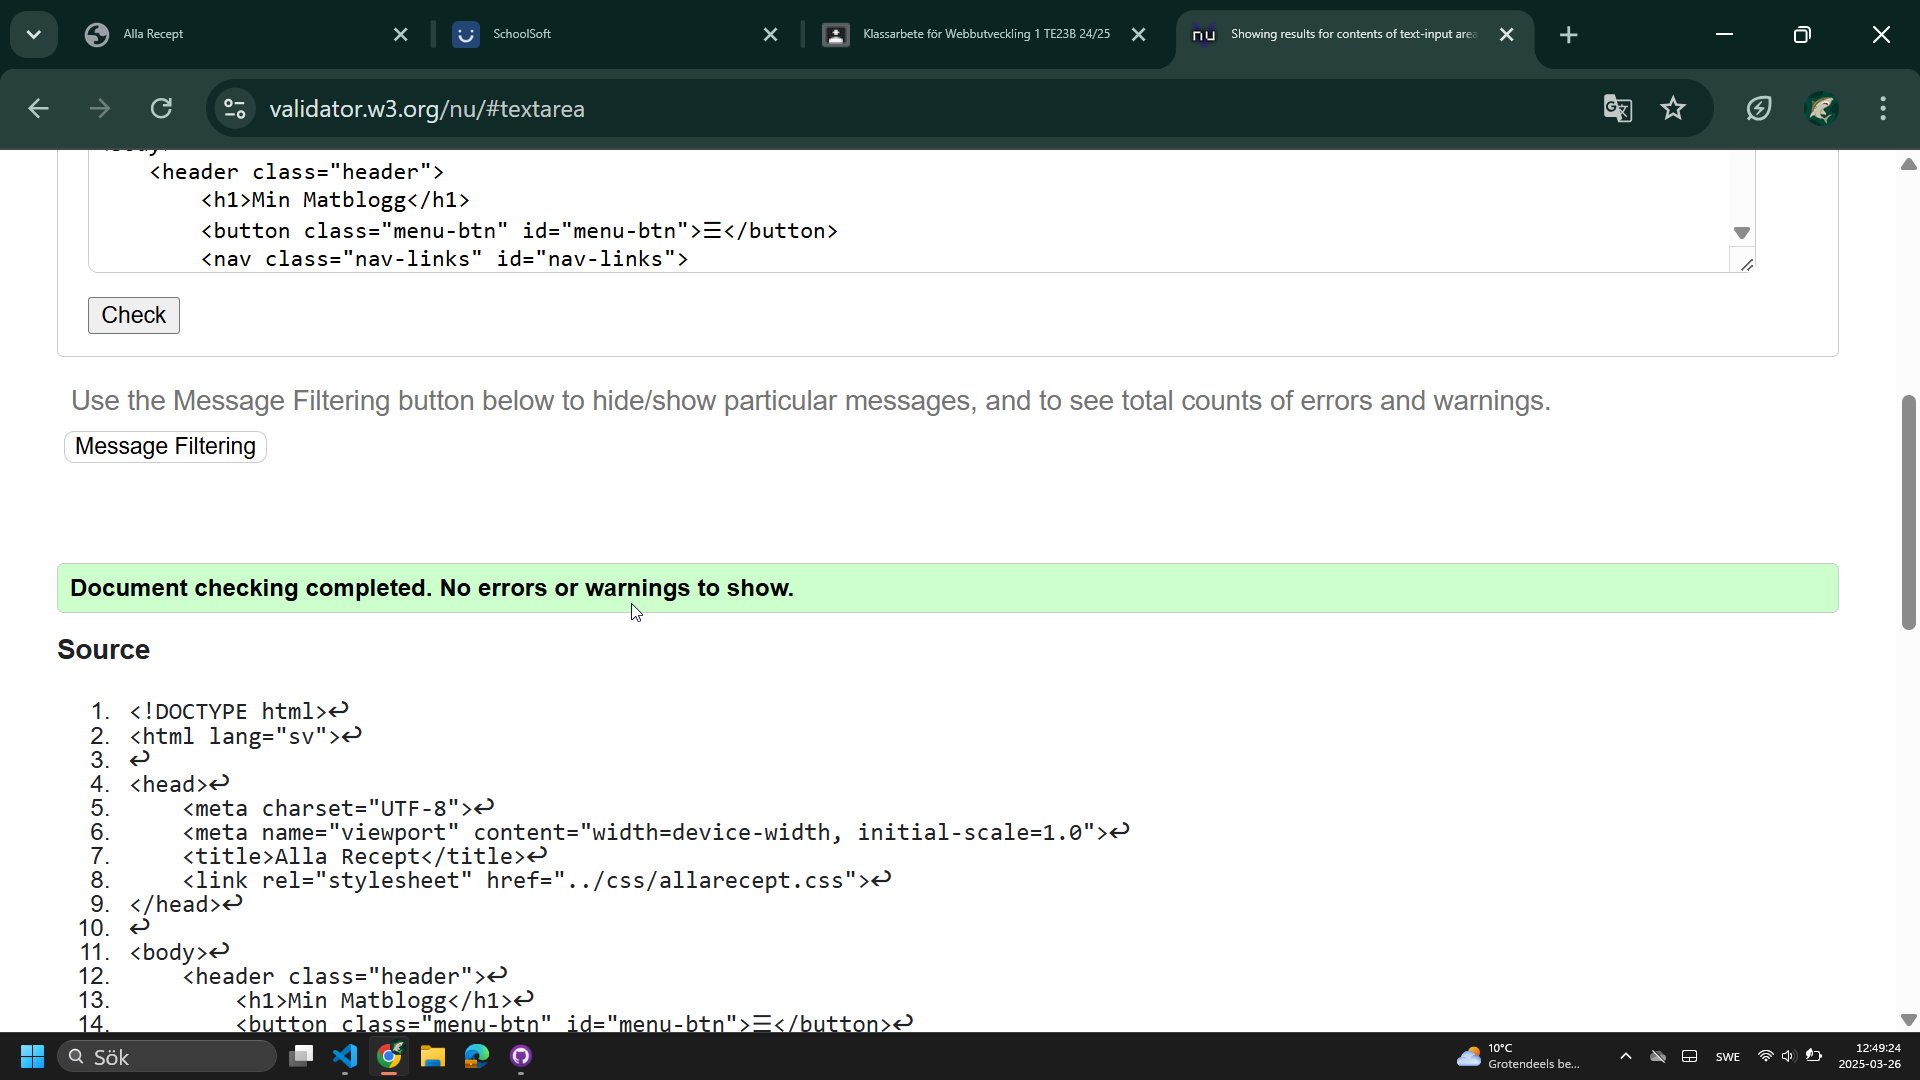 Alla Recept
SchoolSoft
Klassarbete för Webbutveckling 1 TE23B 24/25
nu
Showing results for contents of text-input area
validator.w3.org/nu/#textarea
<header class="header">
<h1>Min Matblogg</h1>
<button class="menu-btn" id="menu-btn">☰</button>
<nav class="nav-links" id="nav-links">
Check
Use the Message Filtering button below to hide/show particular messages, and to see total counts of errors and warnings.
Message Filtering
Document checking completed. No errors or warnings to show.
Source
1. <!DOCTYPE html>↩
2. <html lang="sv">↩
3. ↩
4. <head>↩
5. <meta charset="UTF-8">↩
6. <meta name="viewport" content="width=device-width, initial-scale=1.0">↩
7. <title>Alla Recept</title>↩
8. <link rel="stylesheet" href="../css/allarecept.css">↩
9. </head>↩
10. ↩
11. <body>↩
12. <header class="header">↩
13. <h1>Min Matblogg</h1>↩
14. <button class="menu-btn" id="menu-btn">☰</button>↩
Sök
10°C
Grotendeels be...
SWE
12:49:24
2025-03-26